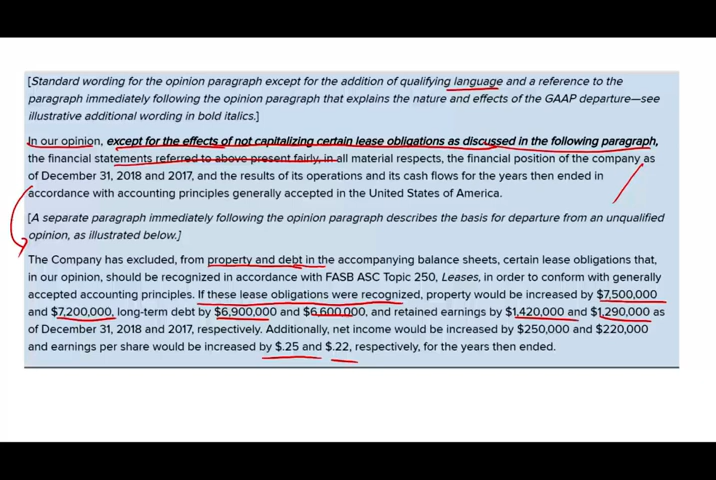 [Standard wording for the opinion paragraph except for the addition of qualifying language and a reference to the
paragraph immediately following the opinion paragraph that explains the nature and effects of the GAAP departure—see
illustrative additional wording in bold italics.]
In our opinion, except for the effects of not capitalizing certain lease obligations as discussed in the following paragraph,
the financial statements referred to above present fairly, in all material respects, the financial position of the company as
of December 31, 2018 and 2017, and the results of its operations and its cash flows for the years then ended in
accordance with accounting principles generally accepted in the United States of America.
[A separate paragraph immediately following the opinion paragraph describes the basis for departure from an unqualified
opinion, as illustrated below.]
The Company has excluded, from property and debt in the accompanying balance sheets, certain lease obligations that,
in our opinion, should be recognized in accordance with FASB ASC Topic 250, Leases, in order to conform with generally
accepted accounting principles. If these lease obligations were recognized, property would be increased by $7,500,000
and $7,200,000, long-term debt by $6,900,000 and $6,600,000, and retained earnings by $1,420,000 and $1,290,000 as
of December 31, 2018 and 2017, respectively. Additionally, net income would be increased by $250,000 and $220,000
and earnings per share would be increased by $.25 and $.22, respectively, for the years then ended.